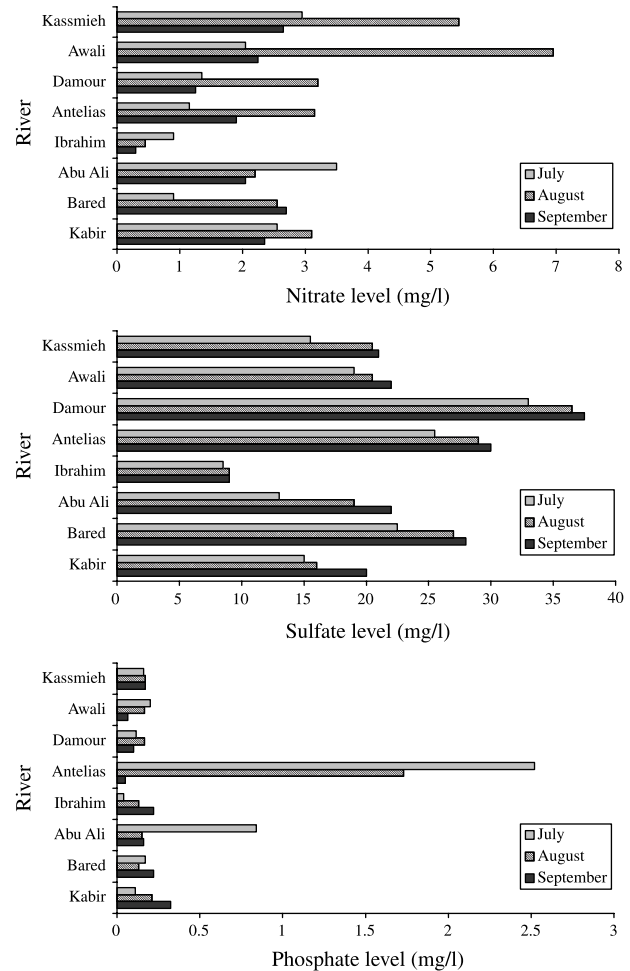 River
Kassmieh
Awali
Damour
Antelias
Ibrahim
Abu Ali
Bared
Kabir
July
August
September
0 1 2 3 4 5 6 7 8
Nitrate level (mg/l)
River
Kassmieh
Awali
Damour
Antelias
Ibrahim
Abu Ali
Bared
Kabir
July
August
September
0 5 10 15 20 25 30 35 40
Sulfate level (mg/l)
River
Kassmieh
Awali
Damour
Antelias
Ibrahim
Abu Ali
Bared
Kabir
July
August
September
0 0.5 1 1.5 2 2.5 3
Phosphate level (mg/l)